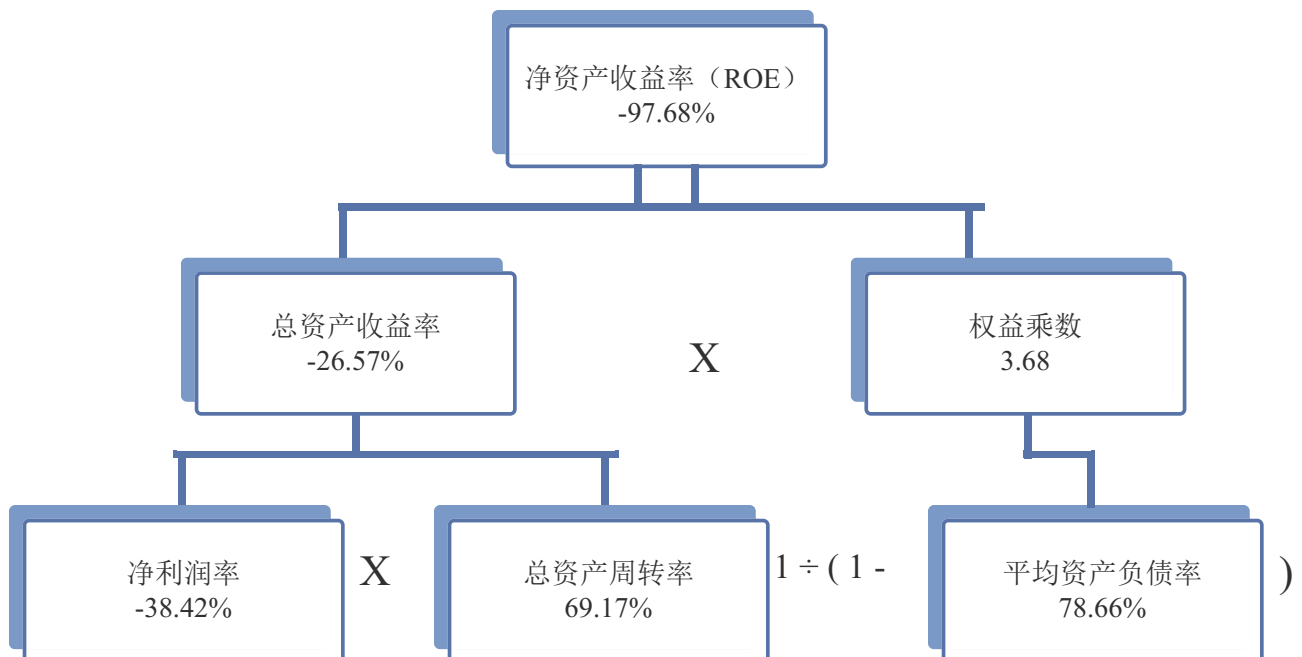 净资产收益率（ROE）
-97.68%
总资产收益率
-26.57%
X
权益乘数
3.68
净利润率
-38.42%
X
总资产周转率
69.17%
1 ÷ ( 1 -
平均资产负债率
78.66%
)